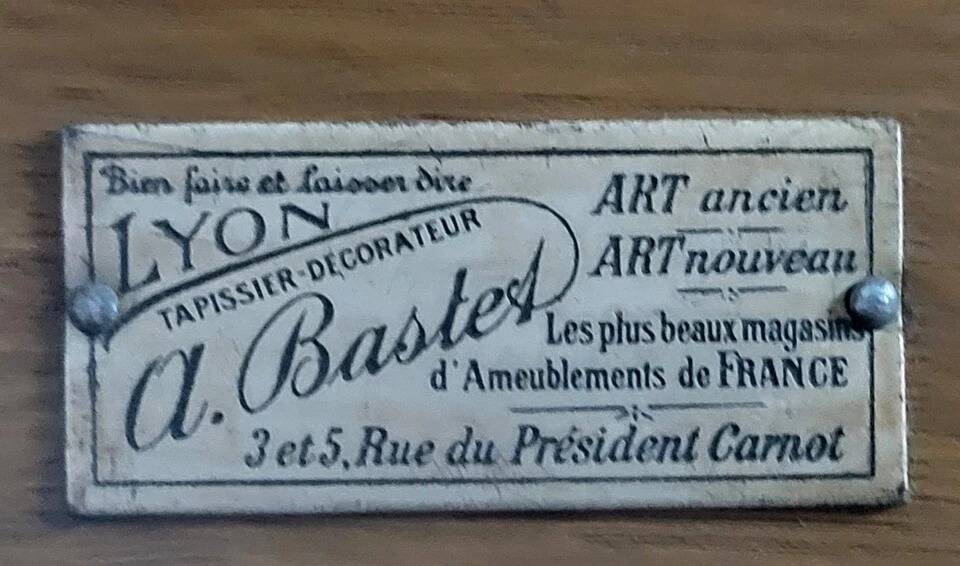 Bien faire et laisser dire
LYON
TAPISSIER-DÉCORATEUR
A. Bastet
ART ancien
ART nouveau
Les plus beaux magasins
d'Ameublements de FRANCE
3 et 5, Rue du Président Carnot